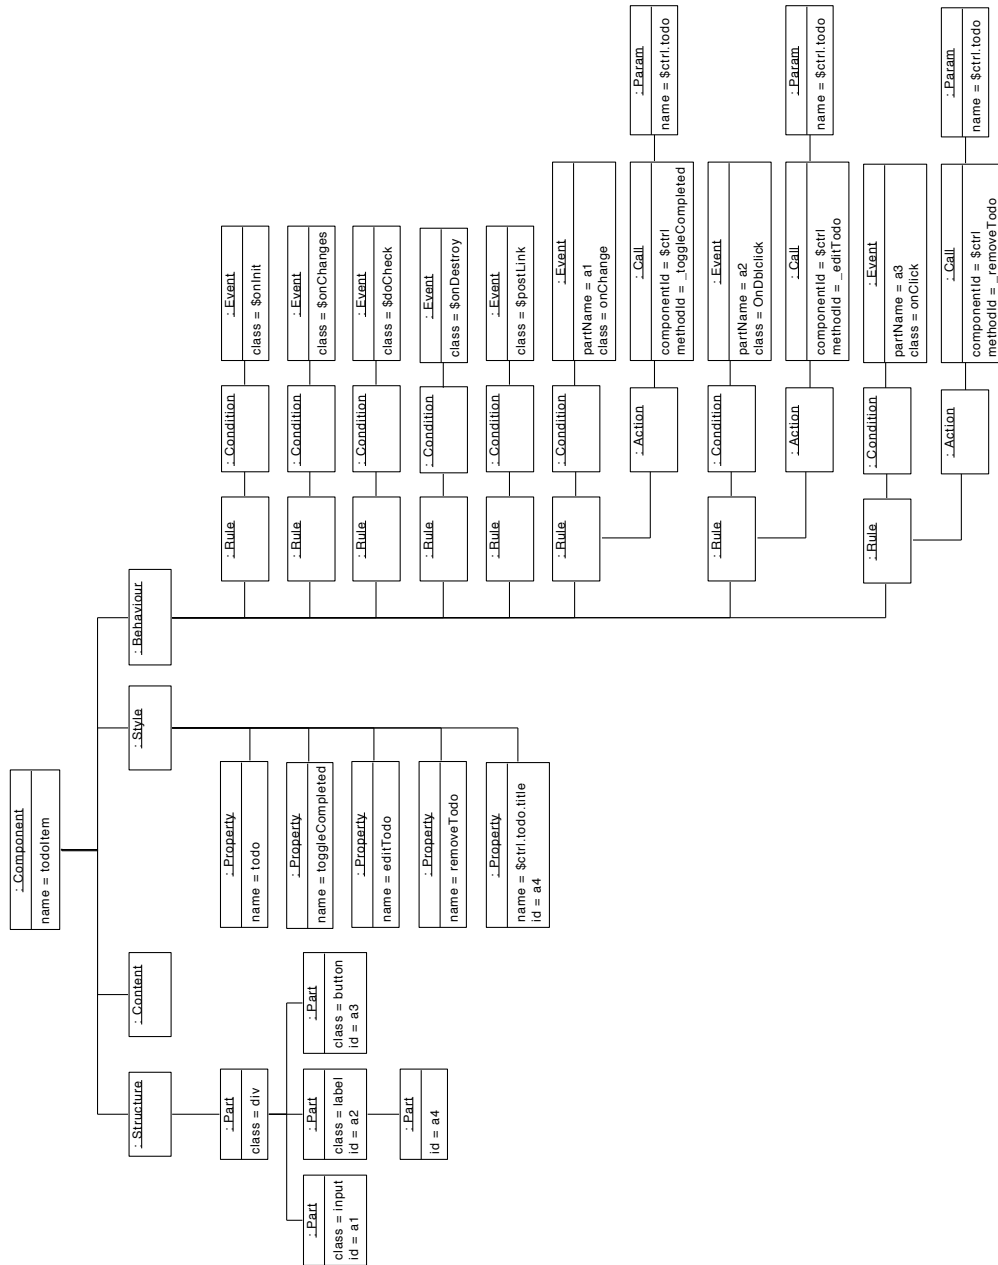 : Component
name = todoItem
: Structure
: Content
: Style
: Behaviour
: Part
class = div
: Part
class = input
id = a1
: Part
class = label
id = a2
: Part
class = button
id = a3
: Part
id = a4
: Property
name = todo
: Property
name = toggleCompleted
: Property
name = editTodo
: Property
name = removeTodo
: Property
name = $ctrl.todo.title
id = a4
: Rule
: Condition
: Event
class = $onInit
: Rule
: Condition
: Event
class = $onChanges
: Rule
: Condition
: Event
class = $doCheck
: Rule
: Condition
: Event
class = $onDestroy
: Rule
: Condition
: Event
class = $postLink
: Rule
: Condition
: Event
partName = a1
class = onChange
: Action
: Call
componentId = $ctrl
methodId = _toggleCompleted
: Param
name = $ctrl.todo
: Rule
: Condition
: Event
partName = a2
class = OnDblclick
: Action
: Call
componentId = $ctrl
methodId = _editTodo
: Param
name = $ctrl.todo
: Rule
: Condition
: Event
partName = a3
class = onClick
: Action
: Call
componentId = $ctrl
methodId = _removeTodo
: Param
name = $ctrl.todo